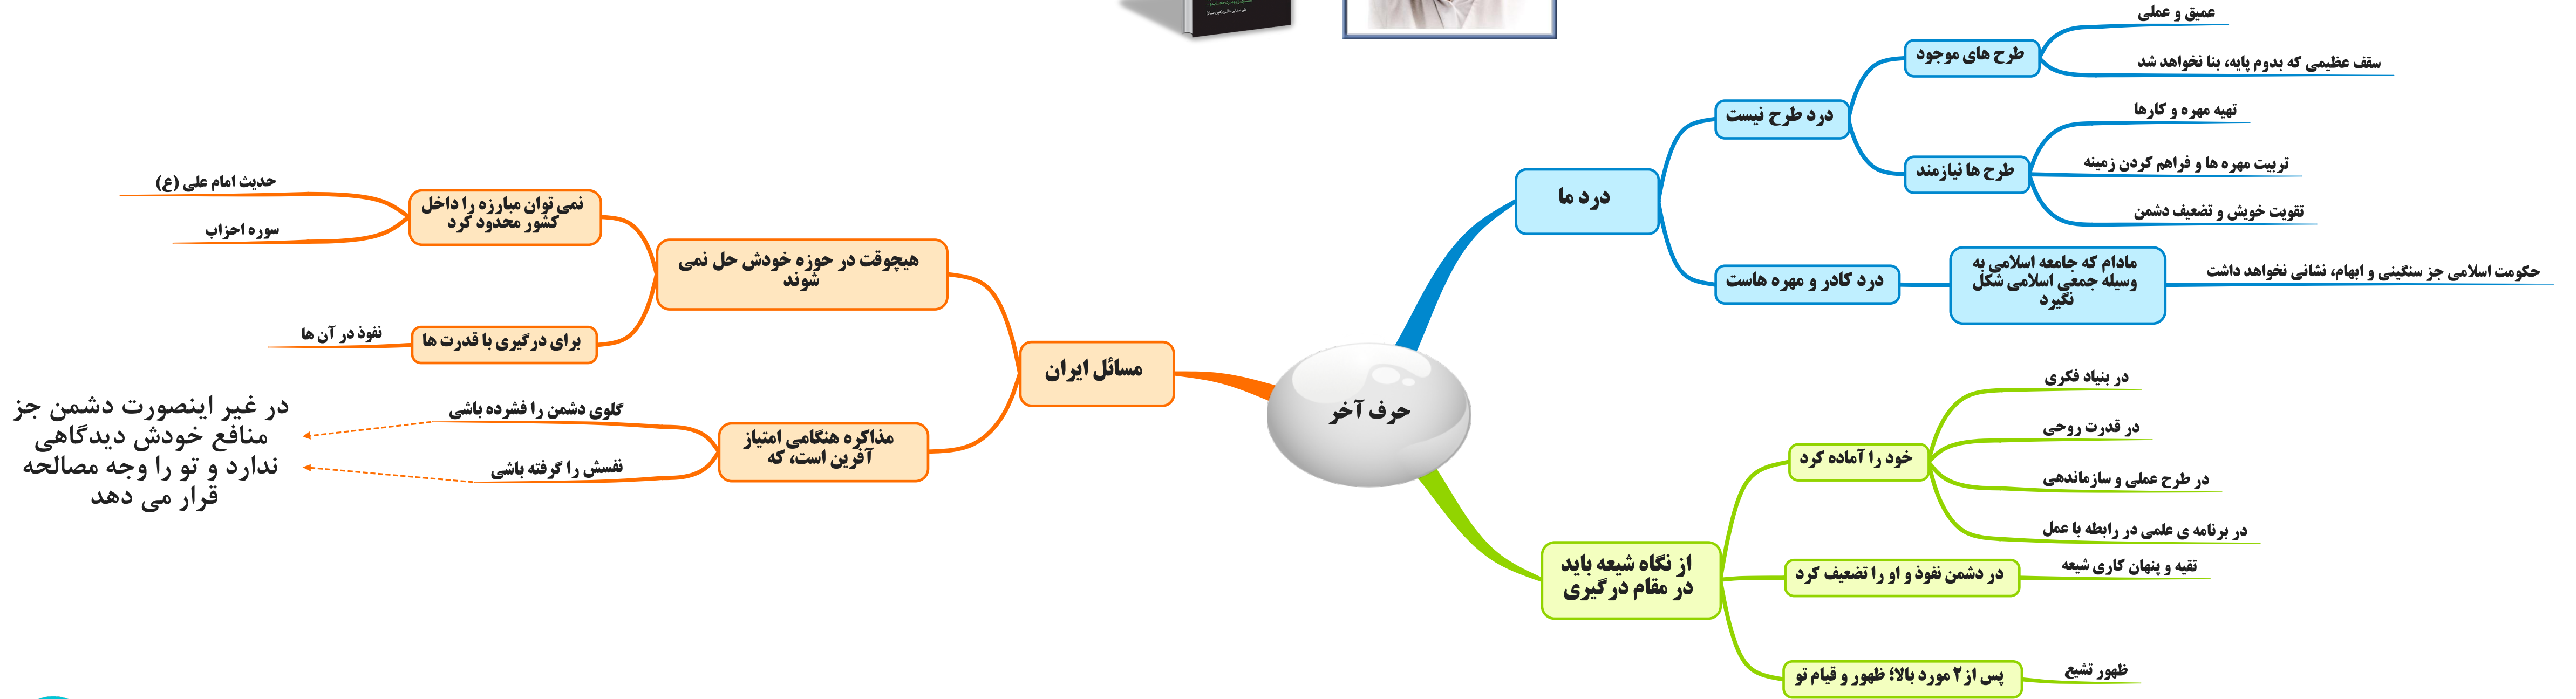 حرف آخر
درد ما
درد طرح نیست
طرح های موجود
عمیق و عملی
سقف عظیمی که بدوم پایه، بنا نخواهد شد
طرح ها نیازمند
تهیه مهره و کارها
تربیت مهره ها و فراهم کردن زمینه
تقویت خویش و تضعیف دشمن
درد کادر و مهره هاست
مادام که جامعه اسلامی به
وسیله جمعی اسلامی شکل
نگیرد
حکومت اسلامی جز سنگینی و ابهام، نشانی نخواهد داشت
از نگاه شیعه باید
در مقام درگیری
خود را آماده کرد
در بنیاد فکری
در قدرت روحی
در طرح عملی و سازماندهی
در برنامه ی علمی در رابطه با عمل
در دشمن نفوذ و او را تضعیف کرد
تقیه و پنهان کاری شیعه
پس از۲ مورد بالا؛ ظهور و قیام تو
ظهور تشیع
مسائل ایران
هیچوقت در حوزه خودش حل نمی
شوند
نمی توان مبارزه را داخل
کشور محدود کرد
حدیث امام علی (ع)
سوره احزاب
برای درگیری با قدرت ها
نفوذ در آن ها
مذاکره هنگامی امتیاز
آفرین است، که
گلوی دشمن را فشرده باشی
نفسش را گرفته باشی
در غیر اینصورت دشمن جز
منافع خودش دیدگاهی
ندارد و تو را وجه مصالحه
قرار می دهد